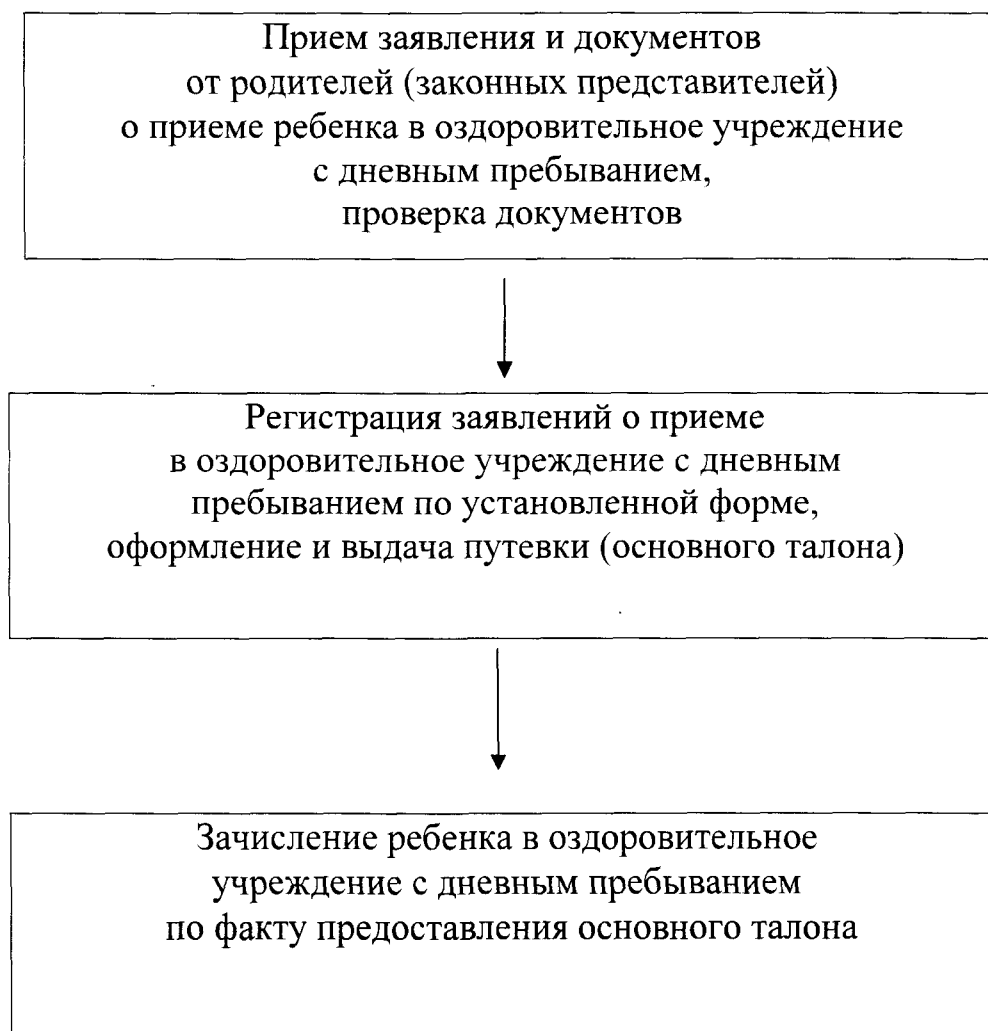 Прием заявления и документов
от родителей (законных представителей)
о приеме ребенка в оздоровительное учреждение
с дневным пребыванием,
проверка документов
Регистрация заявлений о приеме
в оздоровительное учреждение с дневным
пребыванием по установленной форме,
оформление и выдача путевки (основного талона)
Зачисление ребенка в оздоровительное
учреждение с дневным пребыванием
по факту предоставления основного талона